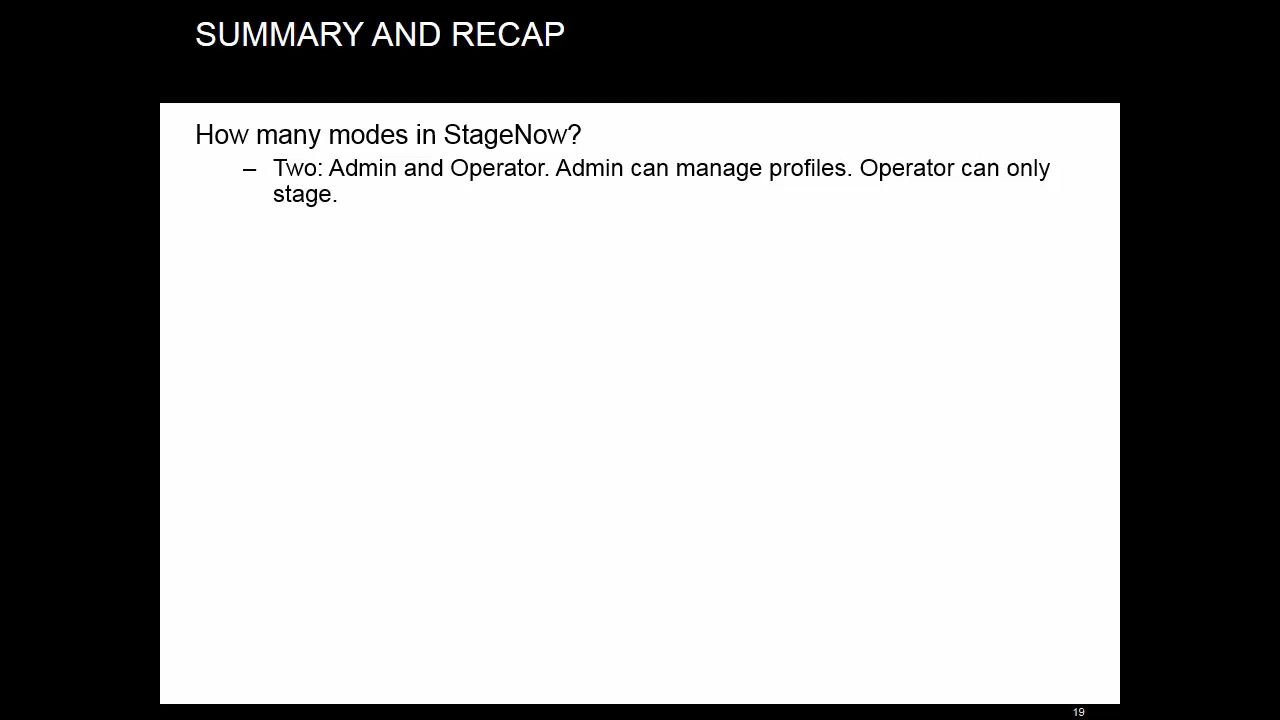 SUMMARY AND RECAP
How many modes in StageNow?
– Two: Admin and Operator. Admin can manage profiles. Operator can only
stage.
19